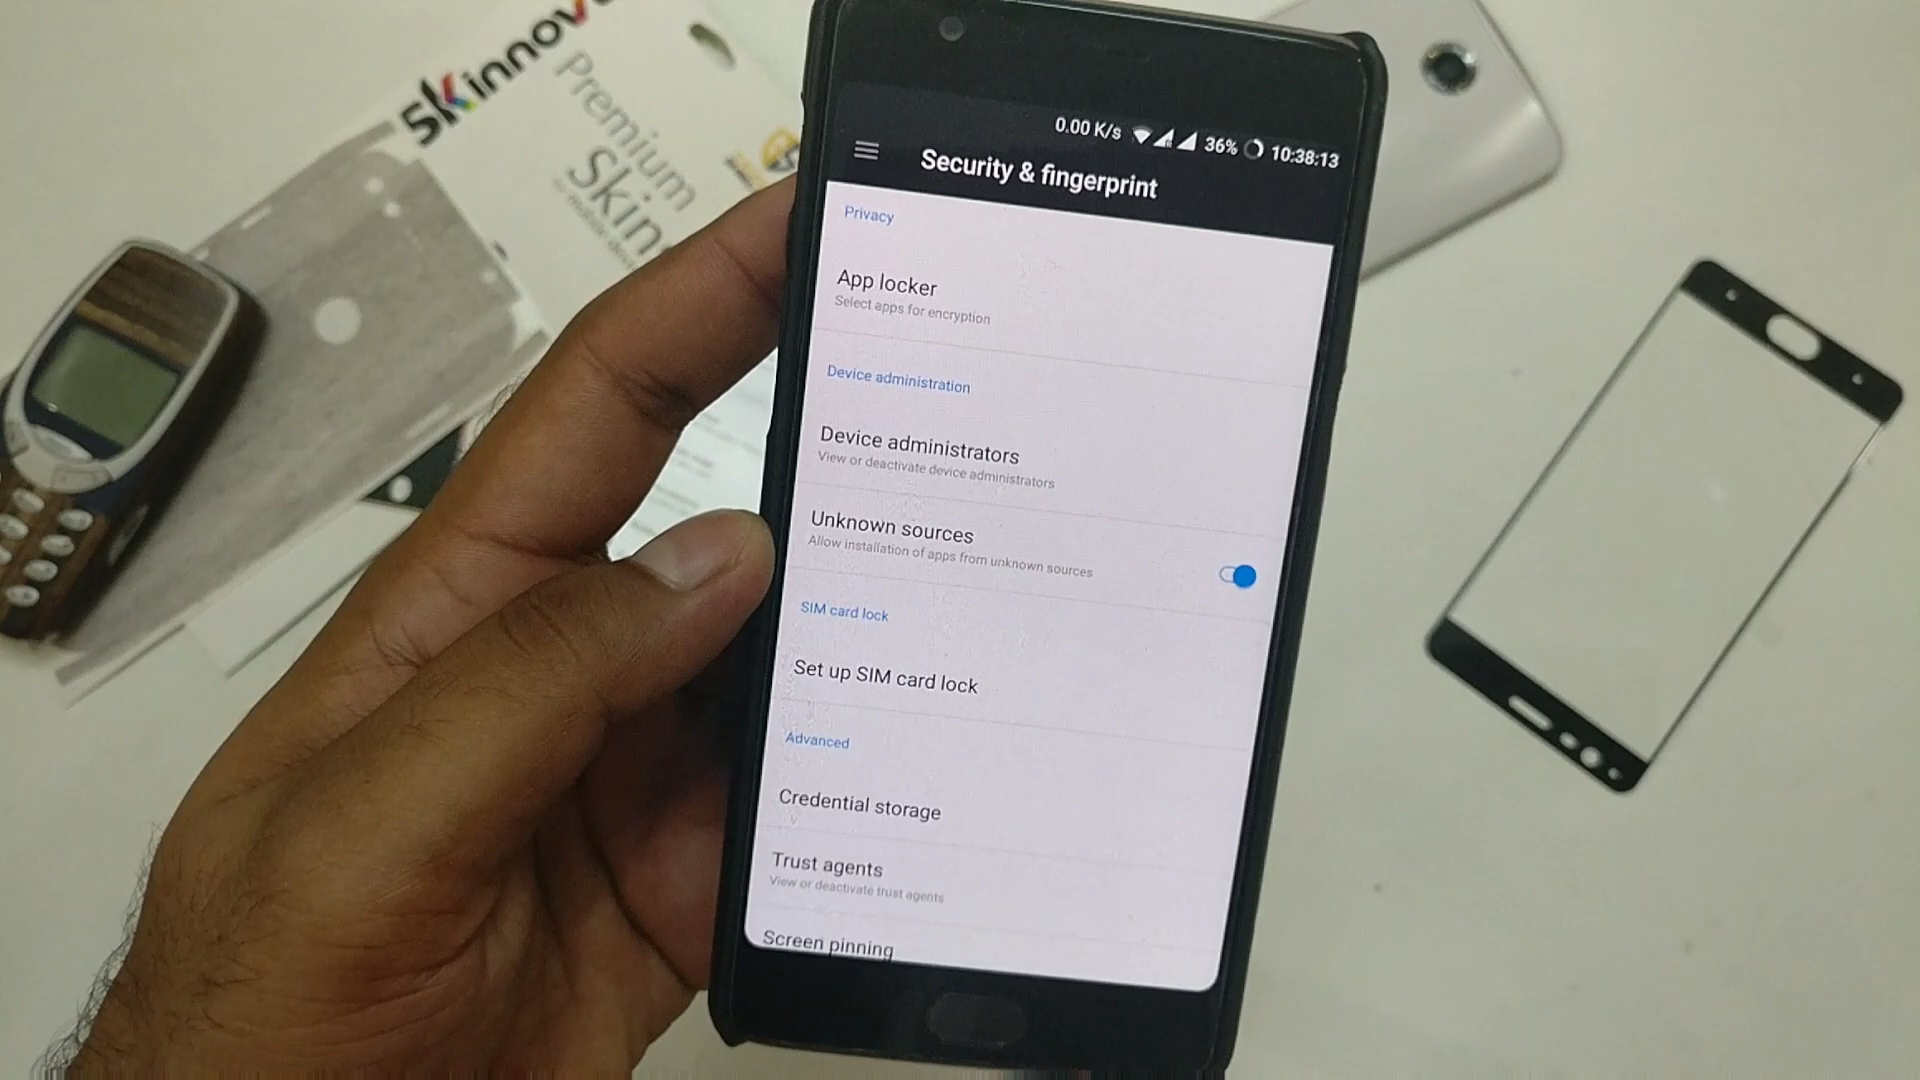 skinnova
Premium
Skins
0.00 K/s 36% 10:38:13
Security & fingerprint
Privacy
App locker
Select apps for encryption
Device administration
Device administrators
View or deactivate device administrators
Unknown sources
Allow installation of apps from unknown sources
SIM card lock
Set up SIM card lock
Advanced
Credential storage
Trust agents
View or deactivate trust agents
Screen pinning